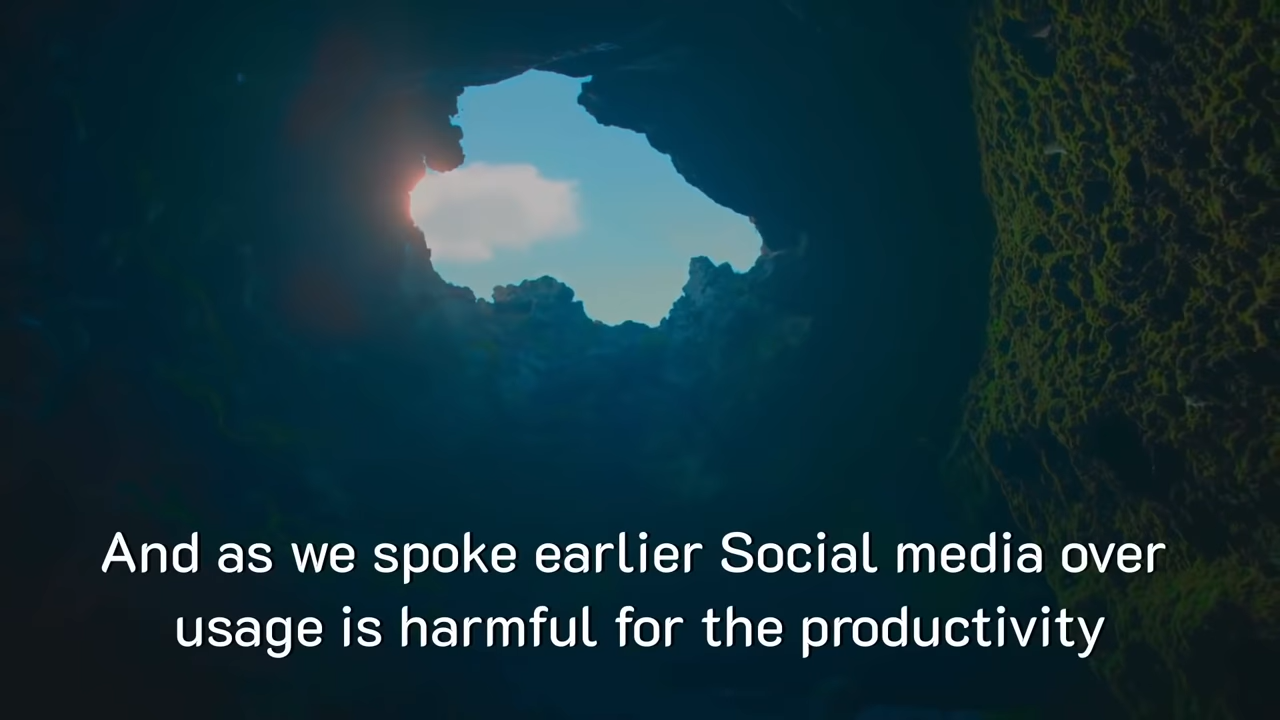 And as we spoke earlier Social media over
usage is harmful for the productivity